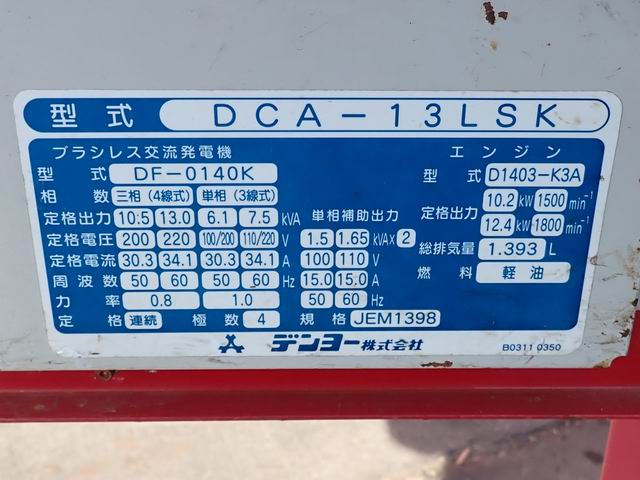 型式 DCA-13LSK
ブラシレス交流発電機 エンジン
型式 DF-0140K 型式 D1403-K3A
相数 三相(4線式) 単相(3線式) 定格出力 10.2 kW 1500 min⁻¹
定格出力 10.5 13.0 6.1 7.5 kVA 単相補助出力 12.4 kW 1800 min⁻¹
定格電圧 200 220 100/200 110/220 V 1.5 1.65 kVA×2 総排気量 1.393 L
定格電流 30.3 34.1 30.3 34.1 A 100 110 V 燃料 軽油
周波数 50 60 50 60 Hz 15.0 15.0 A
力率 0.8 1.0 50 60 Hz
定格 連続 極数 4 規格 JEM1398
デンヨー株式会社 B0311 0350